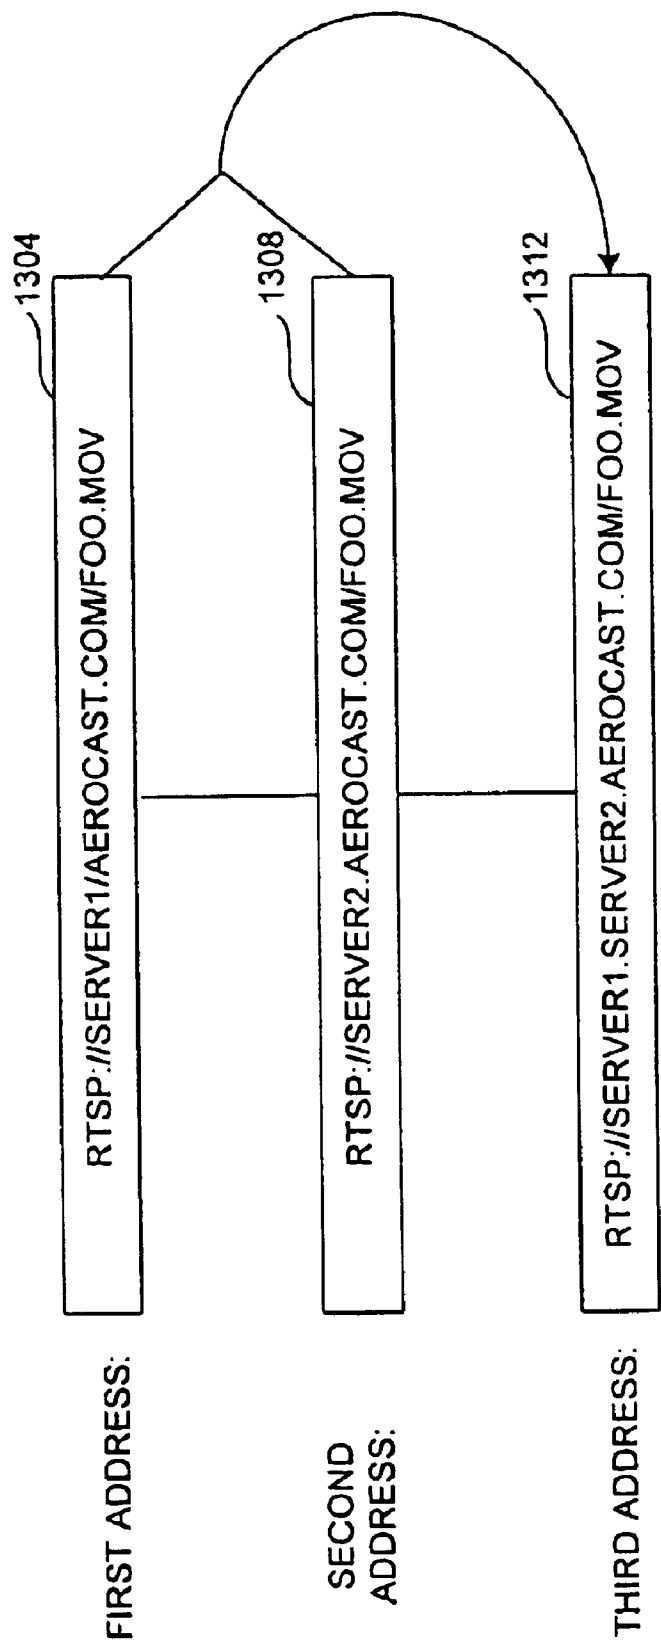 FIRST ADDRESS:
RTSP://SERVER1/AEROCAST.COM/FOO.MOV
1304
SECOND
ADDRESS:
RTSP://SERVER2.AEROCAST.COM/FOO.MOV
1308
THIRD ADDRESS:
RTSP://SERVER1.SERVER2.AEROCAST.COM/FOO.MOV
1312